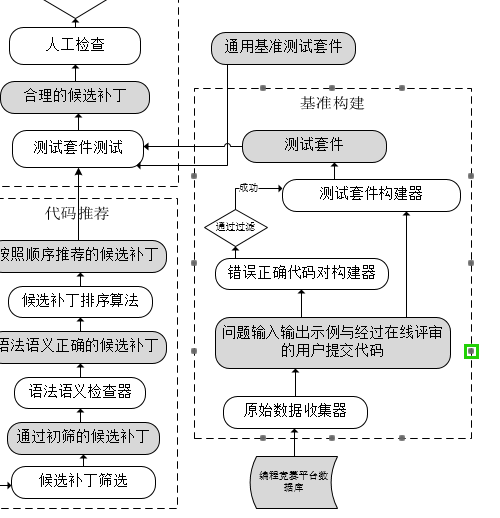 人工检查
合理的候选补丁
测试套件测试
代码推荐
按照顺序推荐的候选补丁
候选补丁排序算法
语法语义正确的候选补丁
语法语义检查器
通过初筛的候选补丁
候选补丁筛选
通用基准测试套件
基准构建
测试套件
成功
测试套件构建器
通过过滤
错误正确代码对构建器
问题输入输出示例与经过在线评审
的用户提交代码
原始数据收集器
编程竞赛平台数
据库